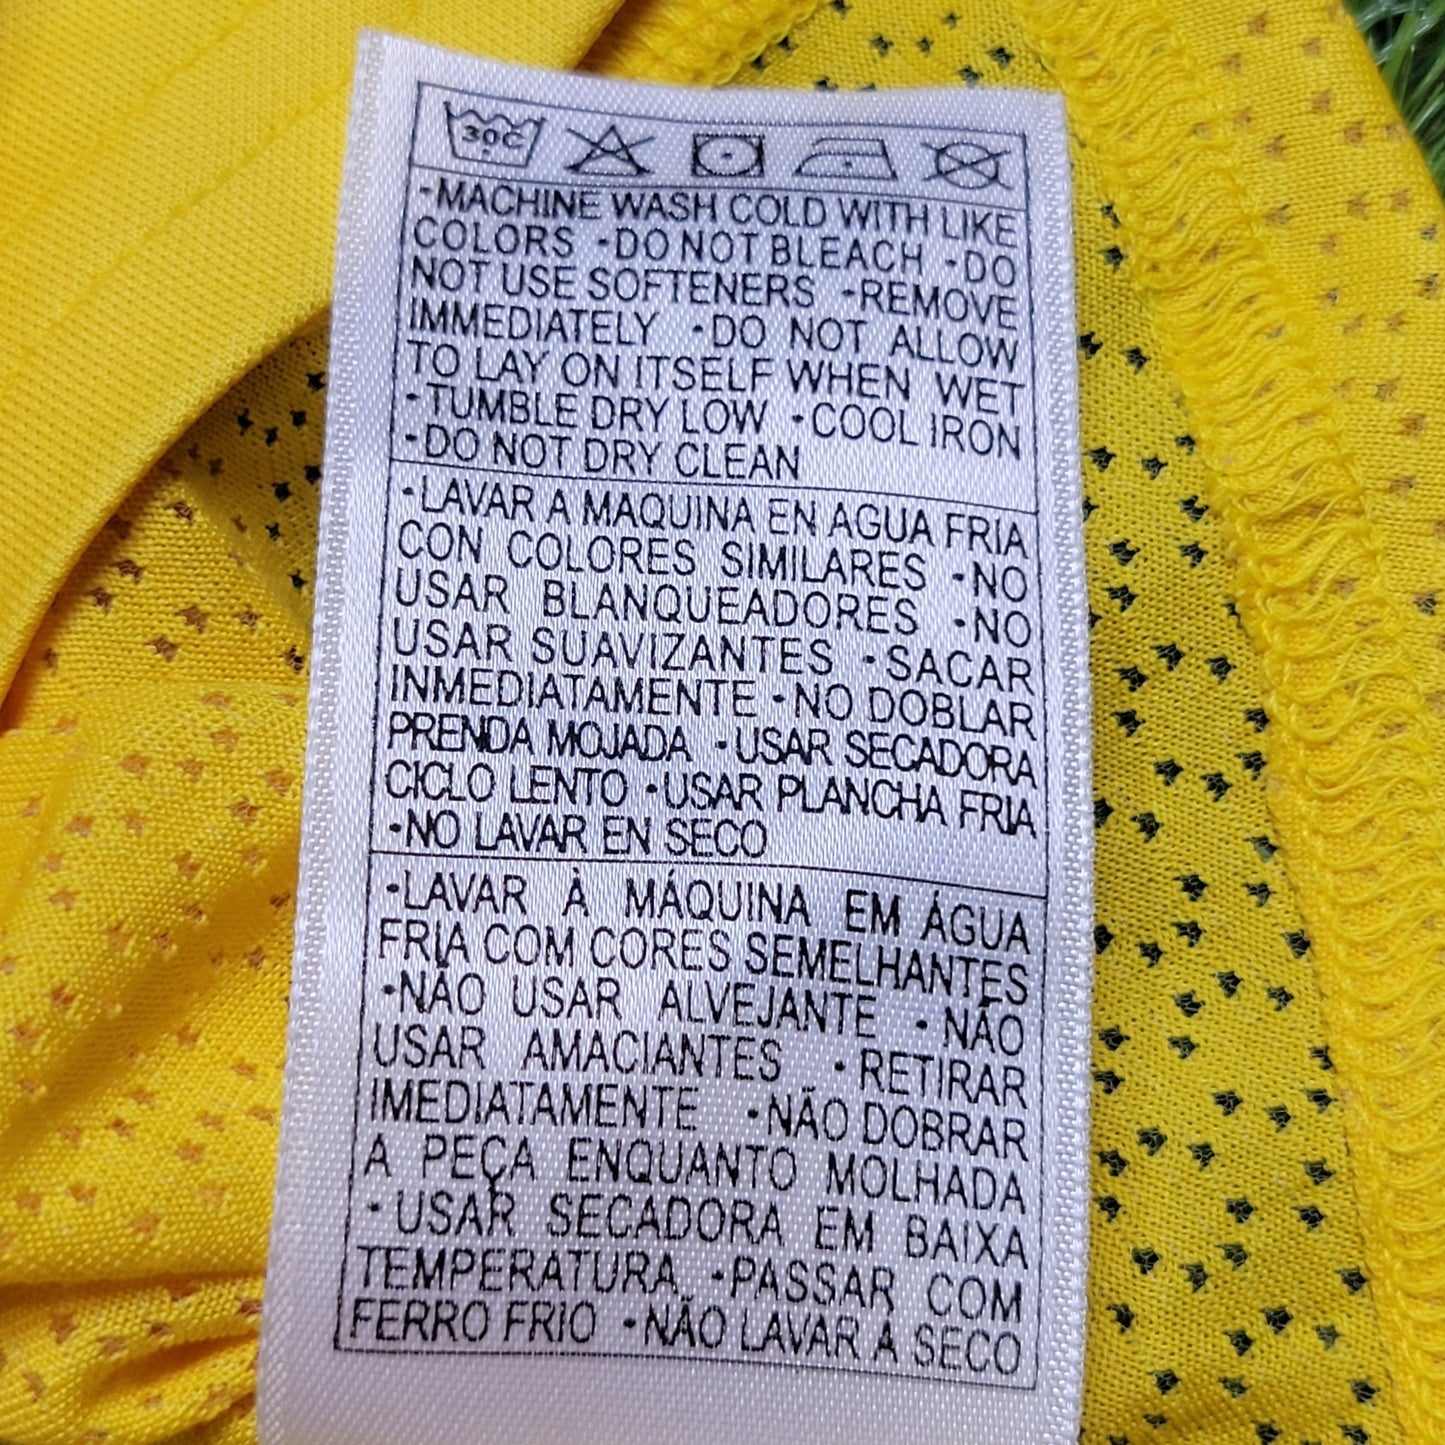 30C
•MACHINE WASH COLD WITH LIKE
COLORS •DO NOT BLEACH •DO
NOT USE SOFTENERS •REMOVE
IMMEDIATELY •DO NOT ALLOW
TO LAY ON ITSELF WHEN WET
•TUMBLE DRY LOW •COOL IRON
•DO NOT DRY CLEAN
•LAVAR A MAQUINA EN AGUA FRIA
CON COLORES SIMILARES •NO
USAR BLANQUEADORES •NO
USAR SUAVIZANTES •SACAR
INMEDIATAMENTE •NO DOBLAR
PRENDA MOJADA •USAR SECADORA
CICLO LENTO •USAR PLANCHA FRIA
•NO LAVAR EN SECO
•LAVAR À MÁQUINA EM ÁGUA
FRIA COM CORES SEMELHANTES
•NÃO USAR ALVEJANTE •NÃO
USAR AMACIANTES •RETIRAR
IMEDIATAMENTE •NÃO DOBRAR
A PEÇA ENQUANTO MOLHADA
•USAR SECADORA EM BAIXA
TEMPERATURA •PASSAR COM
FERRO FRIO •NÃO LAVAR A SECO